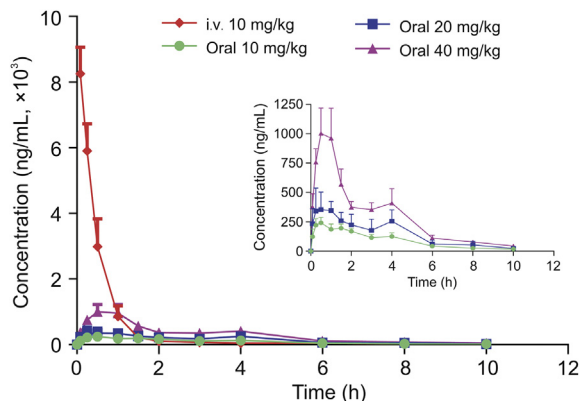 i.v. 10 mg/kg
Oral 10 mg/kg
Oral 20 mg/kg
Oral 40 mg/kg
Concentration (ng/mL, ×10³)
10
8
6
4
2
0
0 2 4 6 8 10 12
Time (h)
Concentration (ng/mL)
1250
1000
750
500
250
0
0 2 4 6 8 10 12
Time (h)